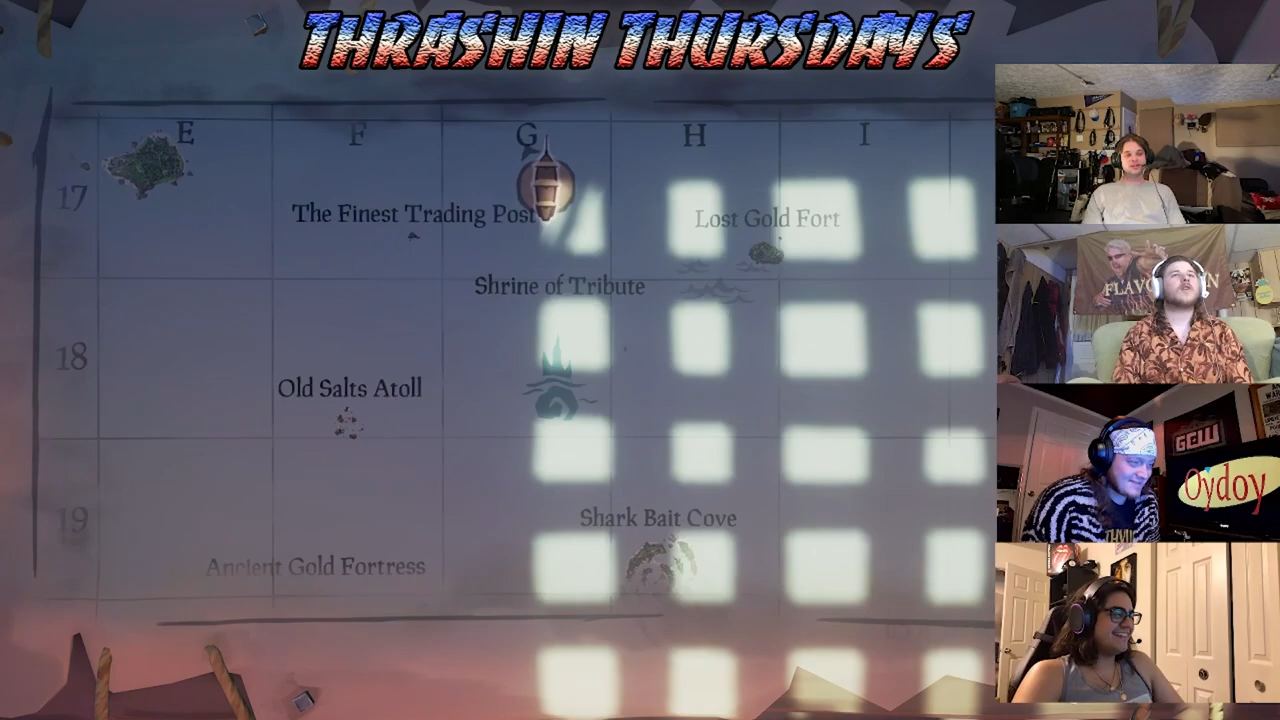 THRASHIN THURSDAYS
E F G H I
17
The Finest Trading Post
Lost Gold Fort
Shrine of Tribute
18
Old Salts Atoll
19
Shark Bait Cove
Ancient Gold Fortress
FLAVO N
GCW
Oydoy